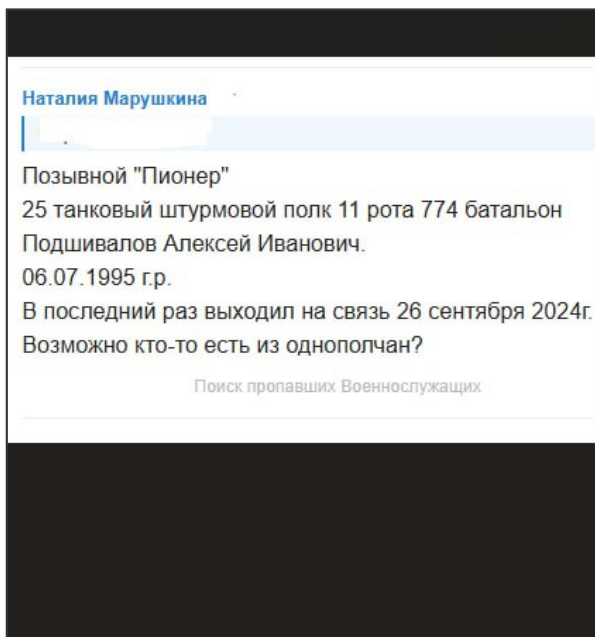 Наталия Марушкина
Позывной "Пионер"
25 танковый штурмовой полк 11 рота 774 батальон
Подшивалов Алексей Иванович.
06.07.1995 г.р.
В последний раз выходил на связь 26 сентября 2024г.
Возможно кто-то есть из однополчан?
Поиск пропавших Военнослужащих